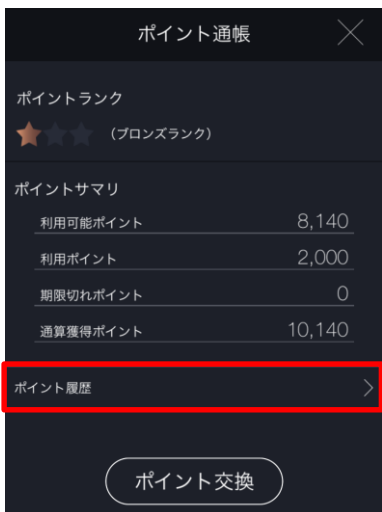 ポイント通帳
ポイントランク
(ブロンズランク)
ポイントサマリ
利用可能ポイント 8,140
利用ポイント 2,000
期限切れポイント 0
通算獲得ポイント 10,140
ポイント履歴
ポイント交換